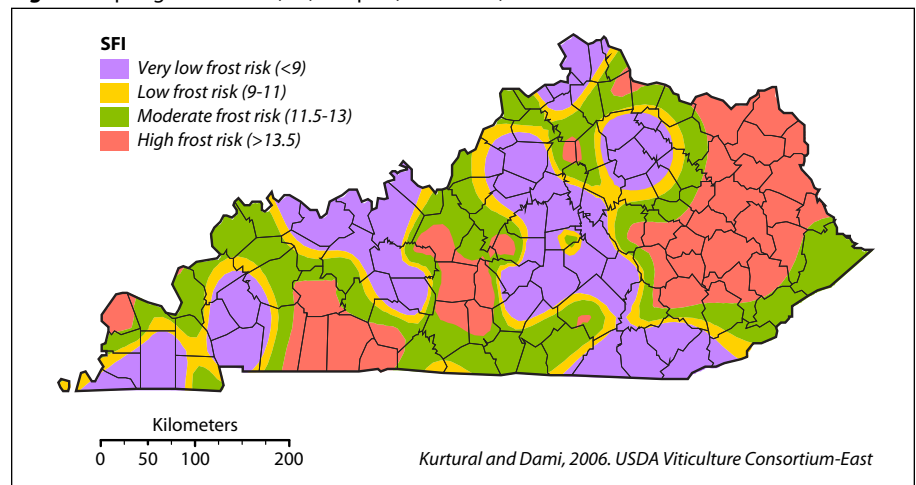 SFI
Very low frost risk (<9)
Low frost risk (9-11)
Moderate frost risk (11.5-13)
High frost risk (>13.5)
Kilometers
0 50 100 200
Kurtural and Dami, 2006. USDA Viticulture Consortium-East